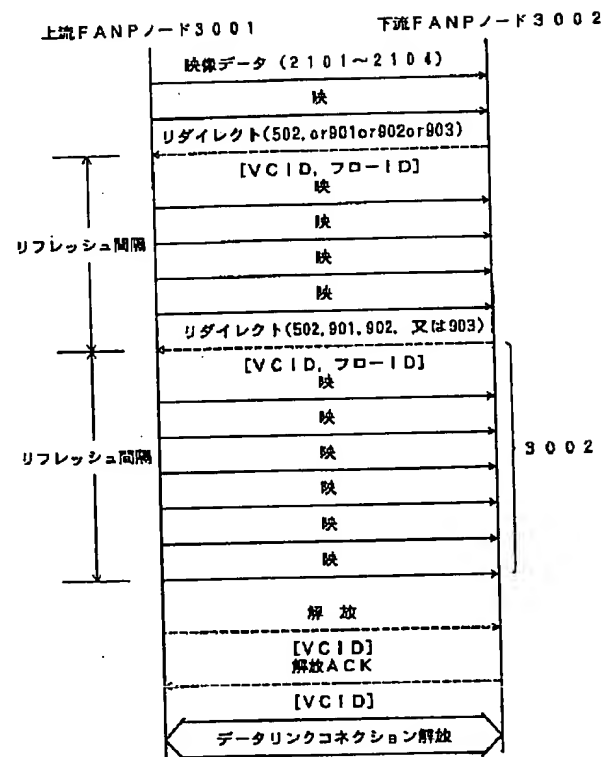 上流FANPノード3001
下流FANPノード3002
映像データ(2101〜2104)
映
リダイレクト(502,or901or902or903)
[VCID, フローID]
映
映
リフレッシュ間隔
映
映
リダイレクト(502,901,902, 又は903)
[VCID, フローID]
映
映
リフレッシュ間隔
映
3002
映
映
映
解放
[VCID]
解放ACK
[VCID]
データリンクコネクション解放